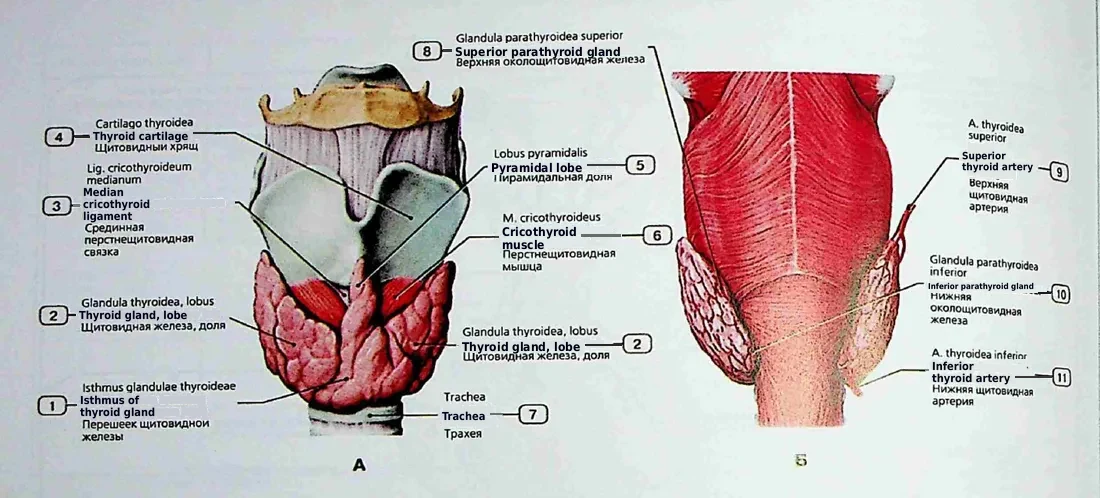 8
Glandula parathyroidea superior
Superior parathyroid gland
Верхняя околощитовидная железа
4
Cartilago thyroidea
Thyroid cartilage
Щитовидный хрящ
Lig. cricothyroideum
medianum
3
Median
cricothyroid
ligament
Срединная
перстнещитовидная
связка
2
Glandula thyroidea, lobus
Thyroid gland, lobe
Щитовидная железа, доля
1
Isthmus glandulae thyroideae
Isthmus of
thyroid gland
Перешеек щитовидной
железы
Lobus pyramidalis
Pyramidal lobe
5
Пирамидальная доля
M. cricothyroideus
Cricothyroid
muscle
6
Перстнещитовидная
мышца
Glandula thyroidea, lobus
Thyroid gland, lobe
2
Щитовидная железа, доля
Trachea
Trachea
7
Трахея
A. thyroidea
superior
Superior
thyroid artery
9
Верхняя
щитовидная
артерия
Glandula parathyroidea
inferior
Inferior parathyroid gland
10
Нижняя
околощитовидная
железа
A. thyroidea inferior
Inferior
thyroid artery
11
Нижняя щитовидная
артерия
А
Б